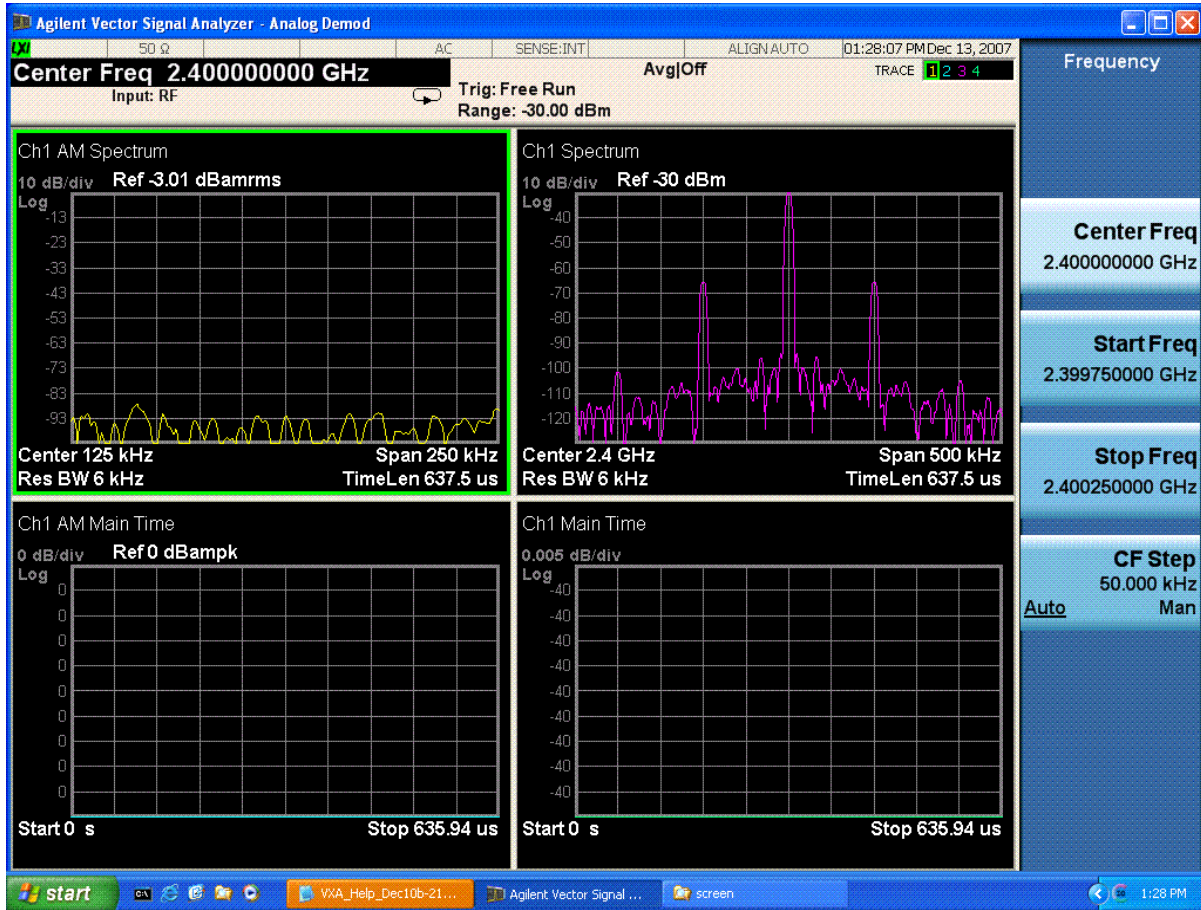 Agilent Vector Signal Analyzer - Analog Demod
LXI 50 Ω AC SENSE:INT ALIGN AUTO 01:28:07 PM Dec 13, 2007
Center Freq 2.400000000 GHz
Input: RF
Trig: Free Run
Range: -30.00 dBm
Avg|Off
TRACE 1 2 3 4
Ch1 AM Spectrum
10 dB/div Ref -3.01 dBamrms
Log
-13
-23
-33
-43
-53
-63
-73
-83
-93
Center 125 kHz Span 250 kHz
Res BW 6 kHz TimeLen 637.5 us
Ch1 Spectrum
10 dB/div Ref -30 dBm
Log
-40
-50
-60
-70
-80
-90
-100
-110
-120
Center 2.4 GHz Span 500 kHz
Res BW 6 kHz TimeLen 637.5 us
Ch1 AM Main Time
0 dB/div Ref 0 dBampk
Log
0
0
0
0
0
0
0
0
0
Start 0 s Stop 635.94 us
Ch1 Main Time
0.005 dB/div
Log
-40
-40
-40
-40
-40
-40
-40
-40
-40
Start 0 s Stop 635.94 us
Frequency
Center Freq
2.400000000 GHz
Start Freq
2.399750000 GHz
Stop Freq
2.400250000 GHz
CF Step
50.000 kHz
Auto Man
start
VXA_Help_Dec10b-21...
Agilent Vector Signal ...
screen
1:28 PM